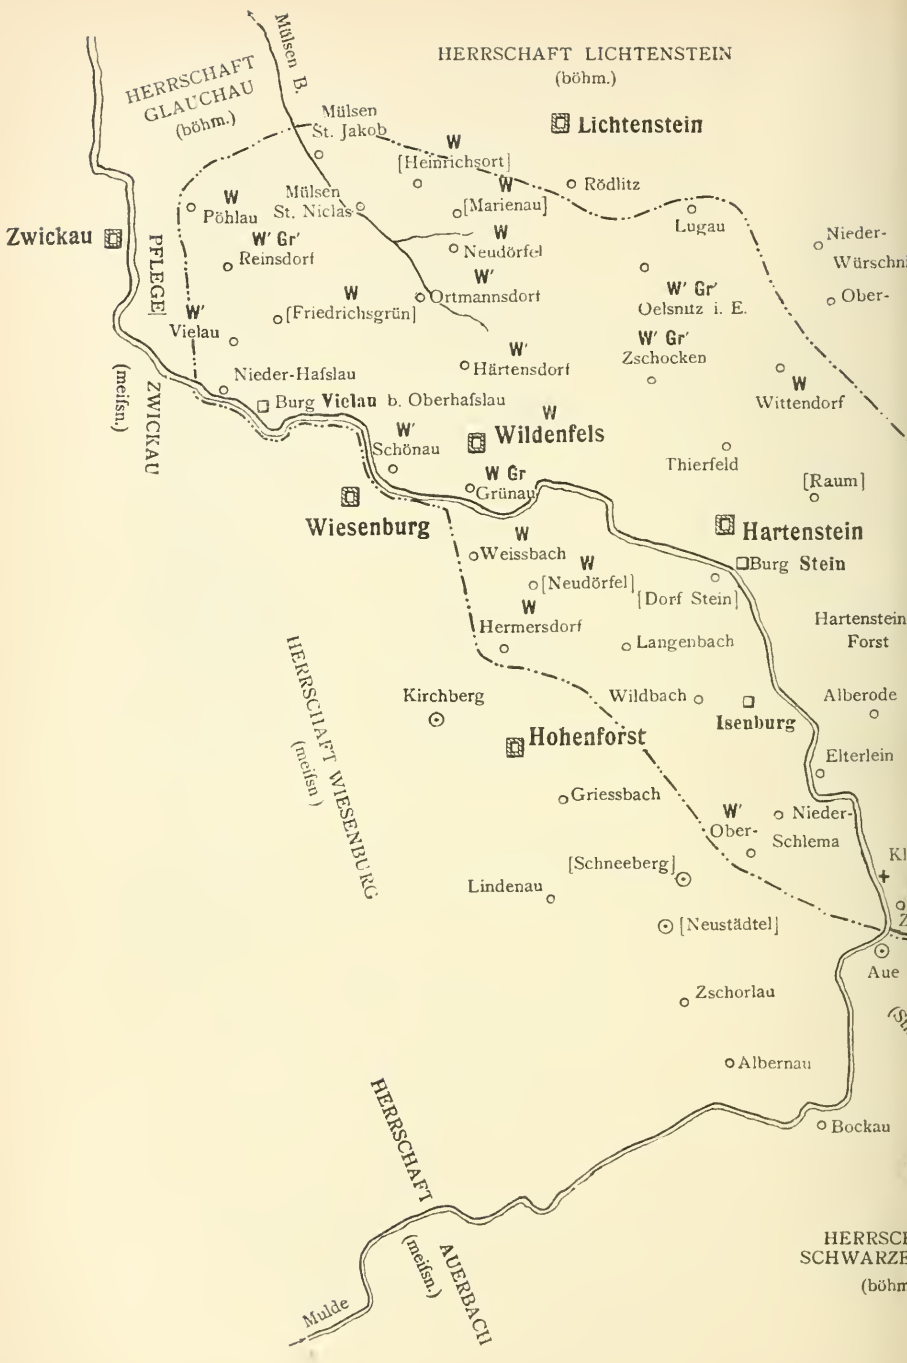 Mülsen B.
HERRSCHAFT LICHTENSTEIN
(böhm.)
HERRSCHAFT
GLAUCHAU
(böhm.)
Lichtenstein
Mülsen
St. Jakob
W
[Heinrichsort]
W
[Marienau]
Rödlitz
Lugau
W
Pöhlau
Mülsen
St. Niclas
Zwickau
PFLEGE
ZWICKAU
(meiſsn.)
W' Gr'
Reinsdorf
W
Neudörfel
Nieder-
Ober-
W
[Friedrichsgrün]
W'
Ortmannsdorf
W' Gr'
Oelsnitz i. E.
W'
Vielau
W'
Härtensdorf
W' Gr'
Zschocken
Nieder-Haſslau
Burg Vielau b. Oberhaſslau
W
Wittendorf
W
Wildenfels
W'
Schönau
Thierfeld
[Raum]
W Gr
Grünau
Wiesenburg
Hartenstein
W
Weissbach
Burg Stein
W
[Neudörfel]
[Dorf Stein]
W
Hermersdorf
Hartenstein
Forst
Langenbach
HERRSCHAFT WIESENBURG
(meiſsn.)
Kirchberg
Wildbach
Isenburg
Alberode
Hohenforst
Elterlein
Griessbach
W'
Ober-
Nieder-
Schlema
[Schneeberg]
Lindenau
[Neustädtel]
Aue
Zschorlau
Albernau
Bockau
HERRSCHAFT
AUERBACH
(meiſsn.)
Mulde
(böhm